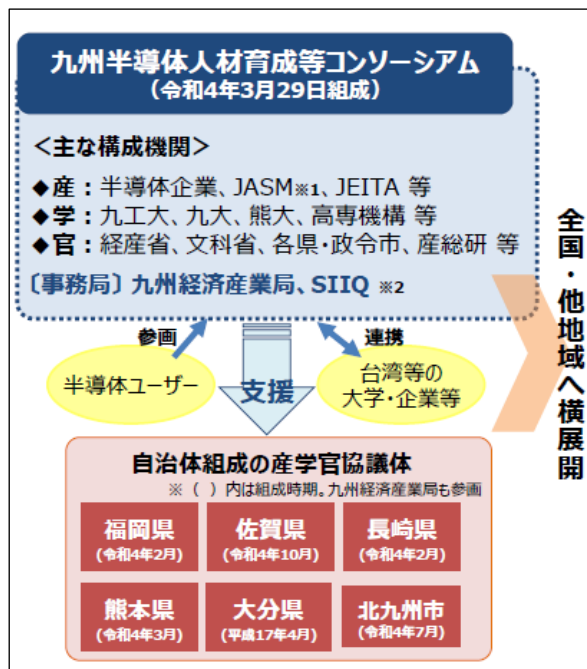 九州半導体人材育成等コンソーシアム
（令和4年3月29日組成）
＜主な構成機関＞
◆産：半導体企業、JASM※1、JEITA 等
◆学：九工大、九大、熊大、高専機構 等
◆官：経産省、文科省、各県・政令市、産総研 等
〔事務局〕九州経済産業局、SIIQ ※2
参画
連携
半導体ユーザー
支援
台湾等の
大学・企業等
全国・他地域へ横展開
自治体組成の産学官協議体
※（ ）内は組成時期。九州経済産業局も参画
福岡県
(令和4年2月)
佐賀県
(令和4年10月)
長崎県
(令和4年2月)
熊本県
(令和4年3月)
大分県
(平成17年4月)
北九州市
(令和4年7月)